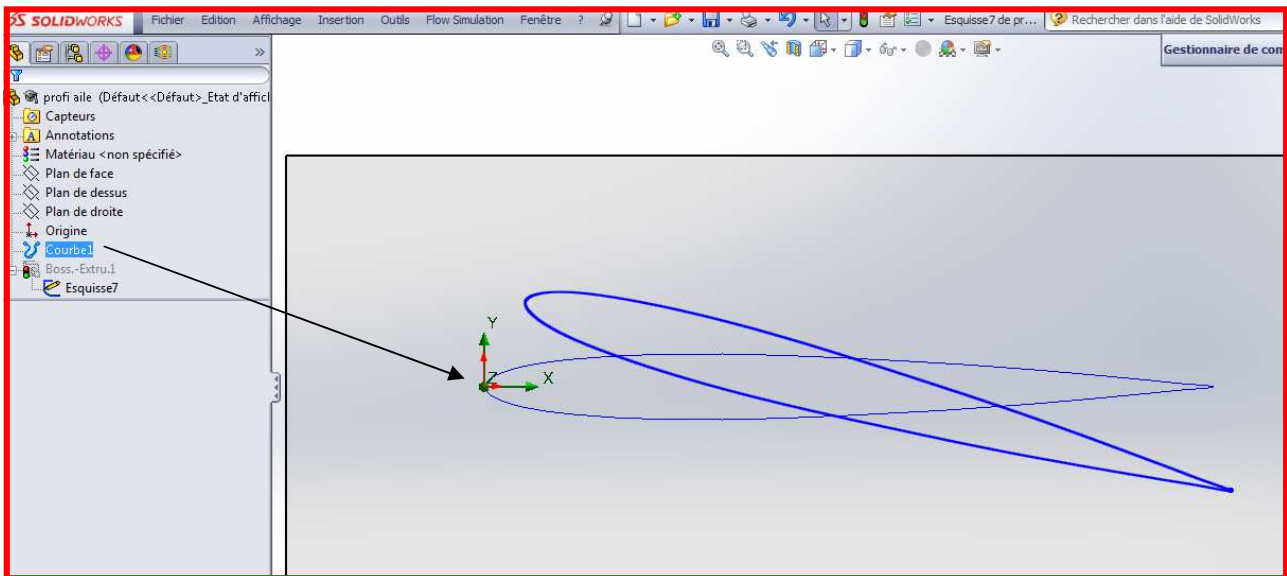 SOLIDWORKS Fichier Edition Affichage Insertion Outils Flow Simulation Fenêtre ? Esquisse7 de pr... Rechercher dans l'aide de SolidWorks
»
Gestionnaire de com
profi aile (Défaut<<Défaut>_Etat d'affich
Capteurs
A Annotations
Matériau <non spécifié>
Plan de face
Plan de dessus
Plan de droite
Origine
Courbe1
Boss.-Extru.1
Esquisse7
Y
Z
X